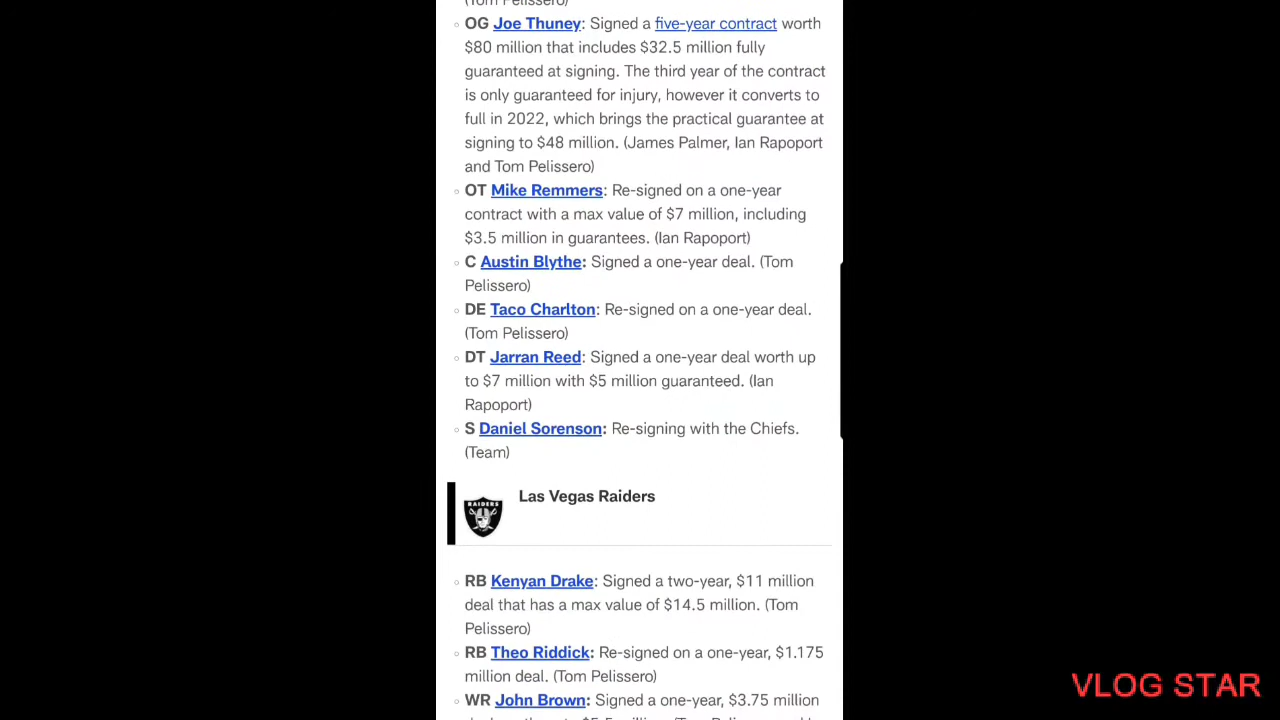 (Tom Pelissero)
OG Joe Thuney: Signed a five-year contract worth
$80 million that includes $32.5 million fully
guaranteed at signing. The third year of the contract
is only guaranteed for injury, however it converts to
full in 2022, which brings the practical guarantee at
signing to $48 million. (James Palmer, Ian Rapoport
and Tom Pelissero)
OT Mike Remmers: Re-signed on a one-year
contract with a max value of $7 million, including
$3.5 million in guarantees. (Ian Rapoport)
C Austin Blythe: Signed a one-year deal. (Tom
Pelissero)
DE Taco Charlton: Re-signed on a one-year deal.
(Tom Pelissero)
DT Jarran Reed: Signed a one-year deal worth up
to $7 million with $5 million guaranteed. (Ian
Rapoport)
S Daniel Sorenson: Re-signing with the Chiefs.
(Team)
RAIDERS
Las Vegas Raiders
RB Kenyan Drake: Signed a two-year, $11 million
deal that has a max value of $14.5 million. (Tom
Pelissero)
RB Theo Riddick: Re-signed on a one-year, $1.175
million deal. (Tom Pelissero)
WR John Brown: Signed a one-year, $3.75 million
VLOG STAR